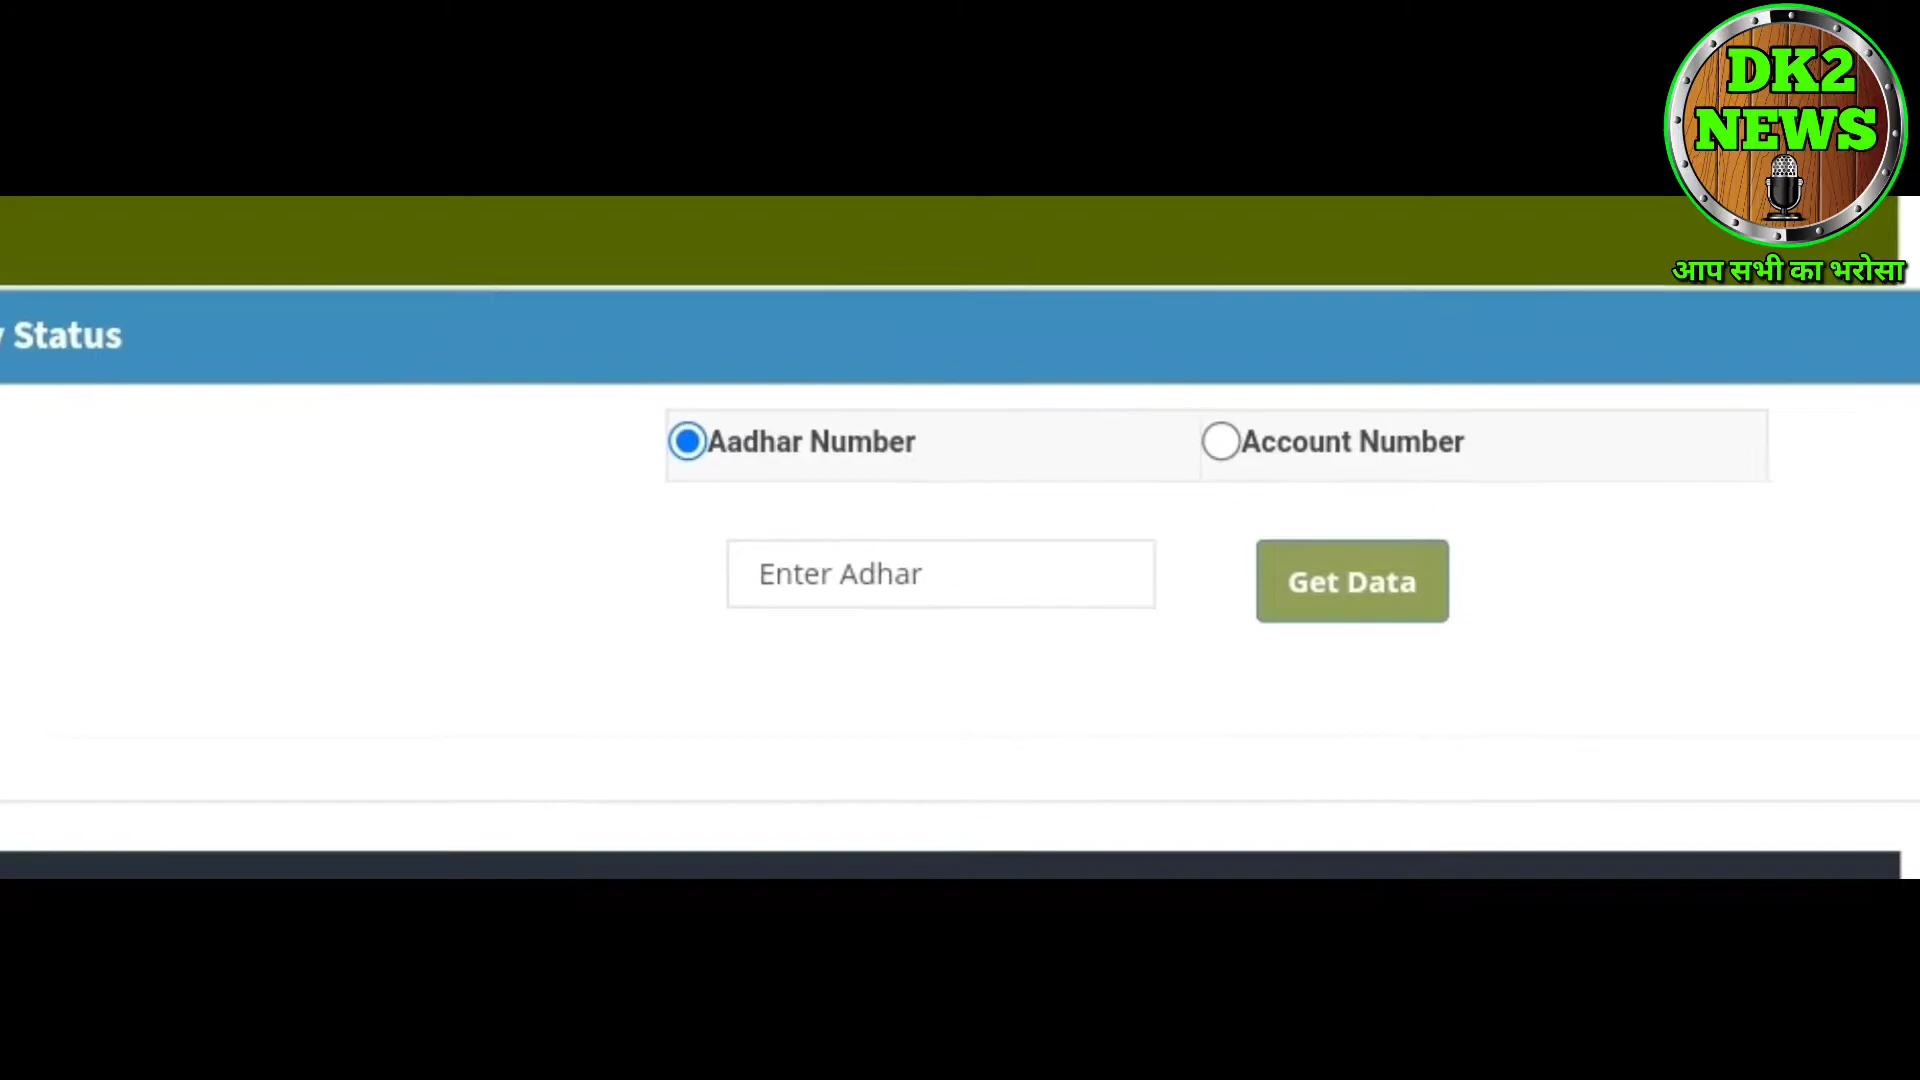 DK2
NEWS
आप सभी का भरोसा
Status
Aadhar Number
Account Number
Enter Adhar
Get Data